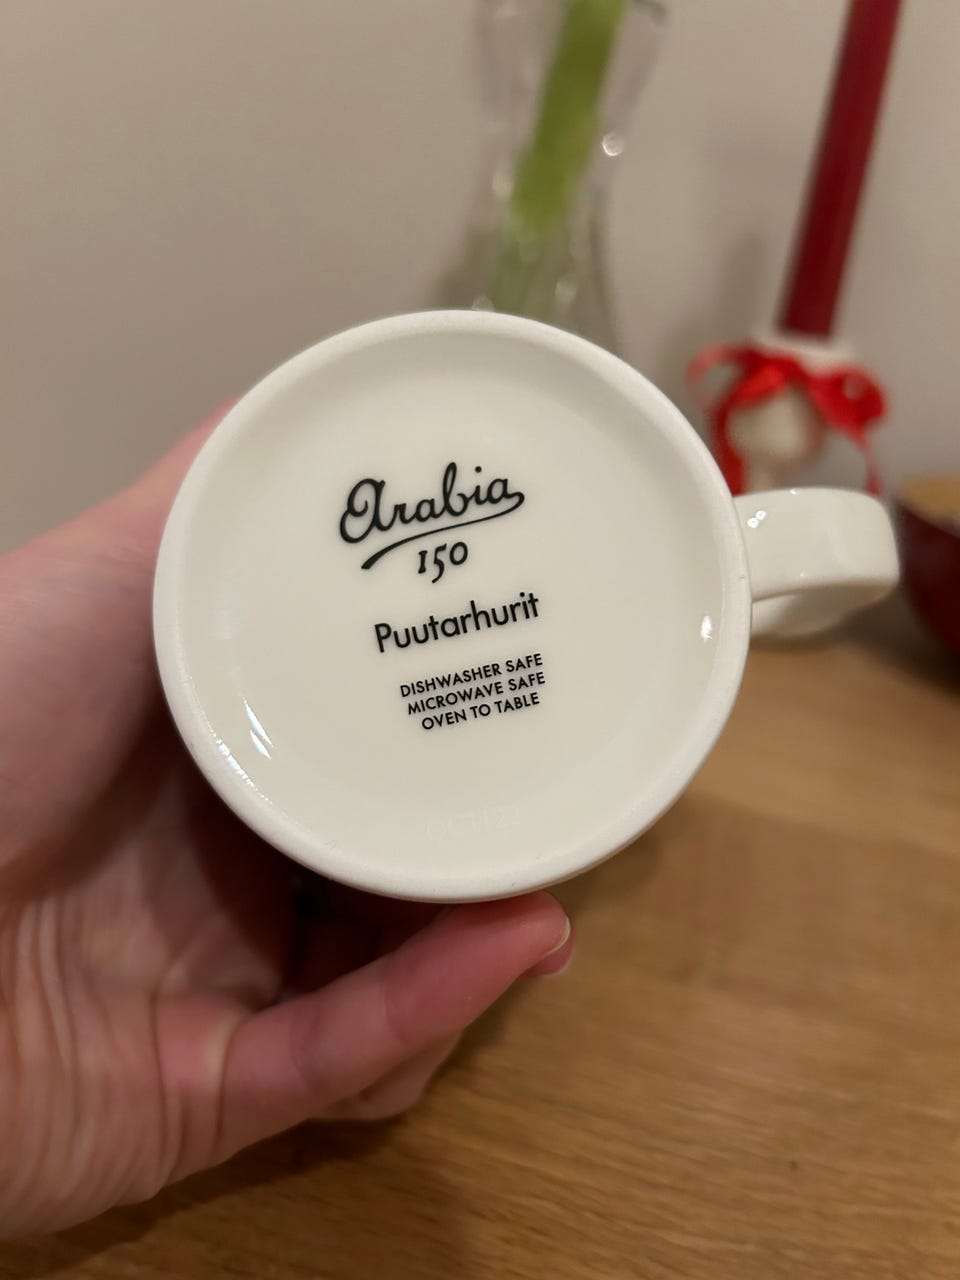 Arabia
150
Puutarhurit
DISHWASHER SAFE
MICROWAVE SAFE
OVEN TO TABLE